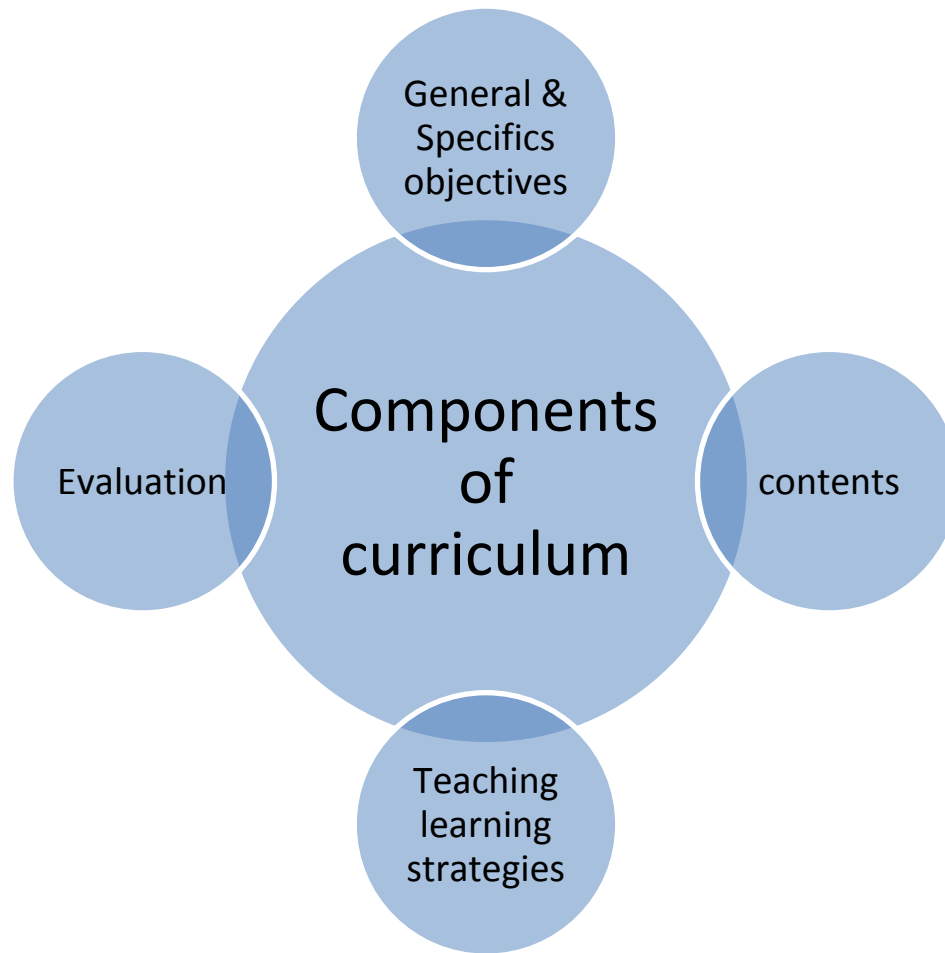 General &
Specifics
objectives
Components
of
curriculum
Evaluation
contents
Teaching
learning
strategies